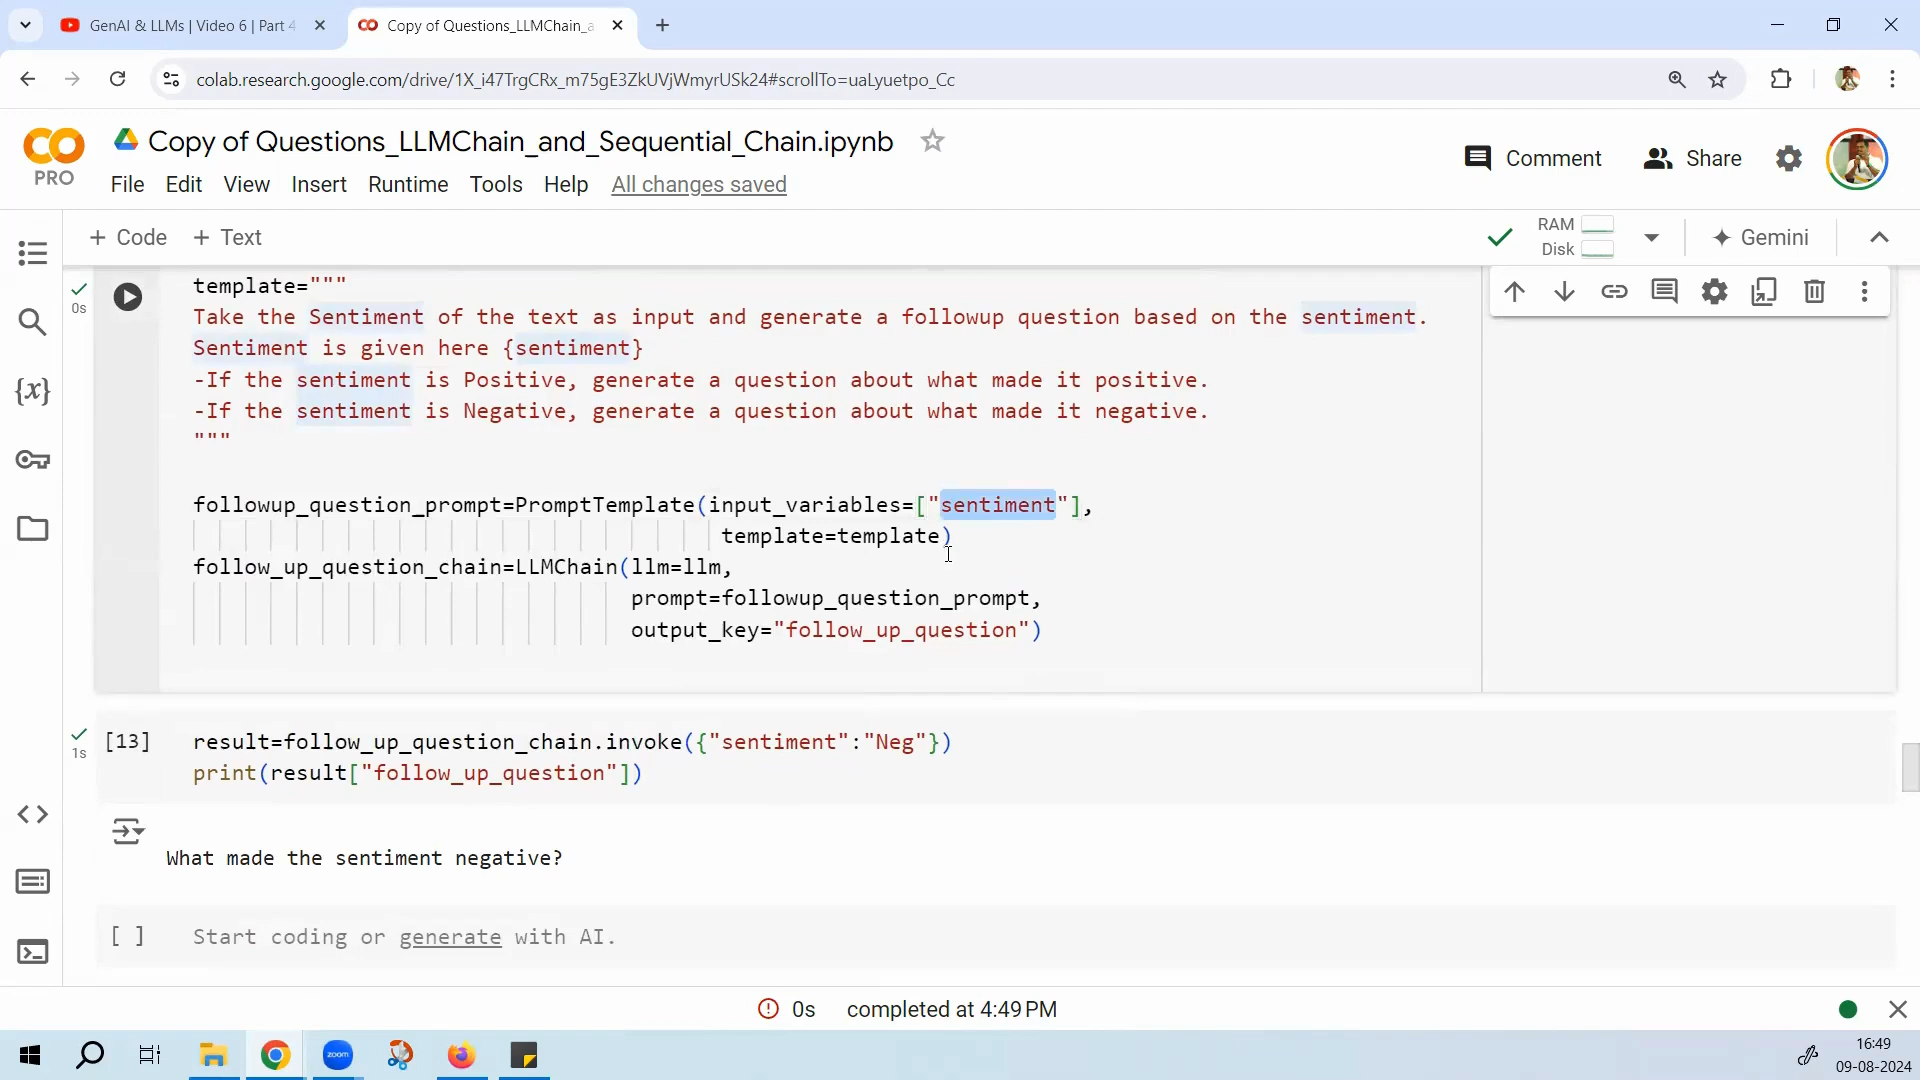 GenAI & LLMs | Video 6 | Part 4
Copy of Questions_LLMChain_a
colab.research.google.com/drive/1X_i47TrgCRx_m75gE3ZkUVjWmyrUSk24#scrollTo=uaLyuetpo_Cc
Copy of Questions_LLMChain_and_Sequential_Chain.ipynb
PRO
Comment
Share
File Edit View Insert Runtime Tools Help All changes saved
+ Code + Text
RAM
Disk
Gemini
0s
template="""
Take the Sentiment of the text as input and generate a followup question based on the sentiment.
Sentiment is given here {sentiment}
-If the sentiment is Positive, generate a question about what made it positive.
-If the sentiment is Negative, generate a question about what made it negative.
"""
followup_question_prompt=PromptTemplate(input_variables=["sentiment"],
template=template)
follow_up_question_chain=LLMChain(llm=llm,
prompt=followup_question_prompt,
output_key="follow_up_question")
1s
[13] result=follow_up_question_chain.invoke({"sentiment":"Neg"})
print(result["follow_up_question"])
What made the sentiment negative?
[ ] Start coding or generate with AI.
0s completed at 4:49 PM
zoom
16:49
09-08-2024